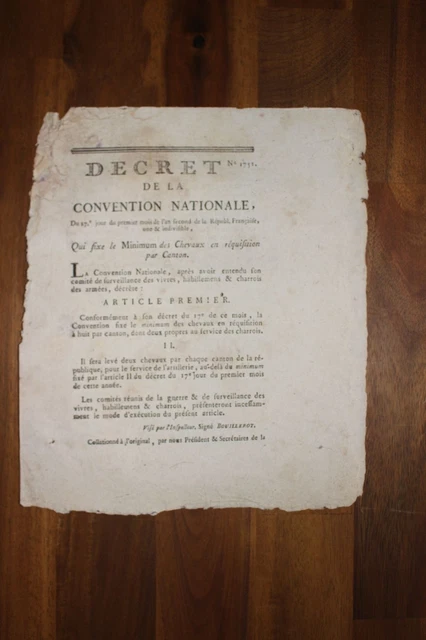 DECRET N.º 1751.
DE LA
CONVENTION NATIONALE,
Du 27.e jour du premier mois de l'an second de la Républ. Françoise,
une & indivisible,
Qui fixe le Minimum des Chevaux en réquisition
par Canton.
LA Convention Nationale, après avoir entendu son
comité de surveillance des vivres, habillemens & charrois
des armées, décrète :
ARTICLE PREMIER.
Conformément à son décret du 17e de ce mois, la
Convention fixe le minimum des chevaux en réquisition
à huit par canton, dont deux propres au service des charrois.
II.
Il sera levé deux chevaux par chaque canton de la ré-
publique, pour le service de l'artillerie, au-delà du minimum
fixé par l'article II du décret du 17e jour du premier mois
de cette année.
Les comités réunis de la guerre & de surveillance des
vivres, habillemens & charrois, présenteront incessam-
ment le mode d'exécution du présent article.
Visé par l'Inspecteur. Signé BOUILLEROT.
Collationné à l'original, par nous Président & Secrétaires de la